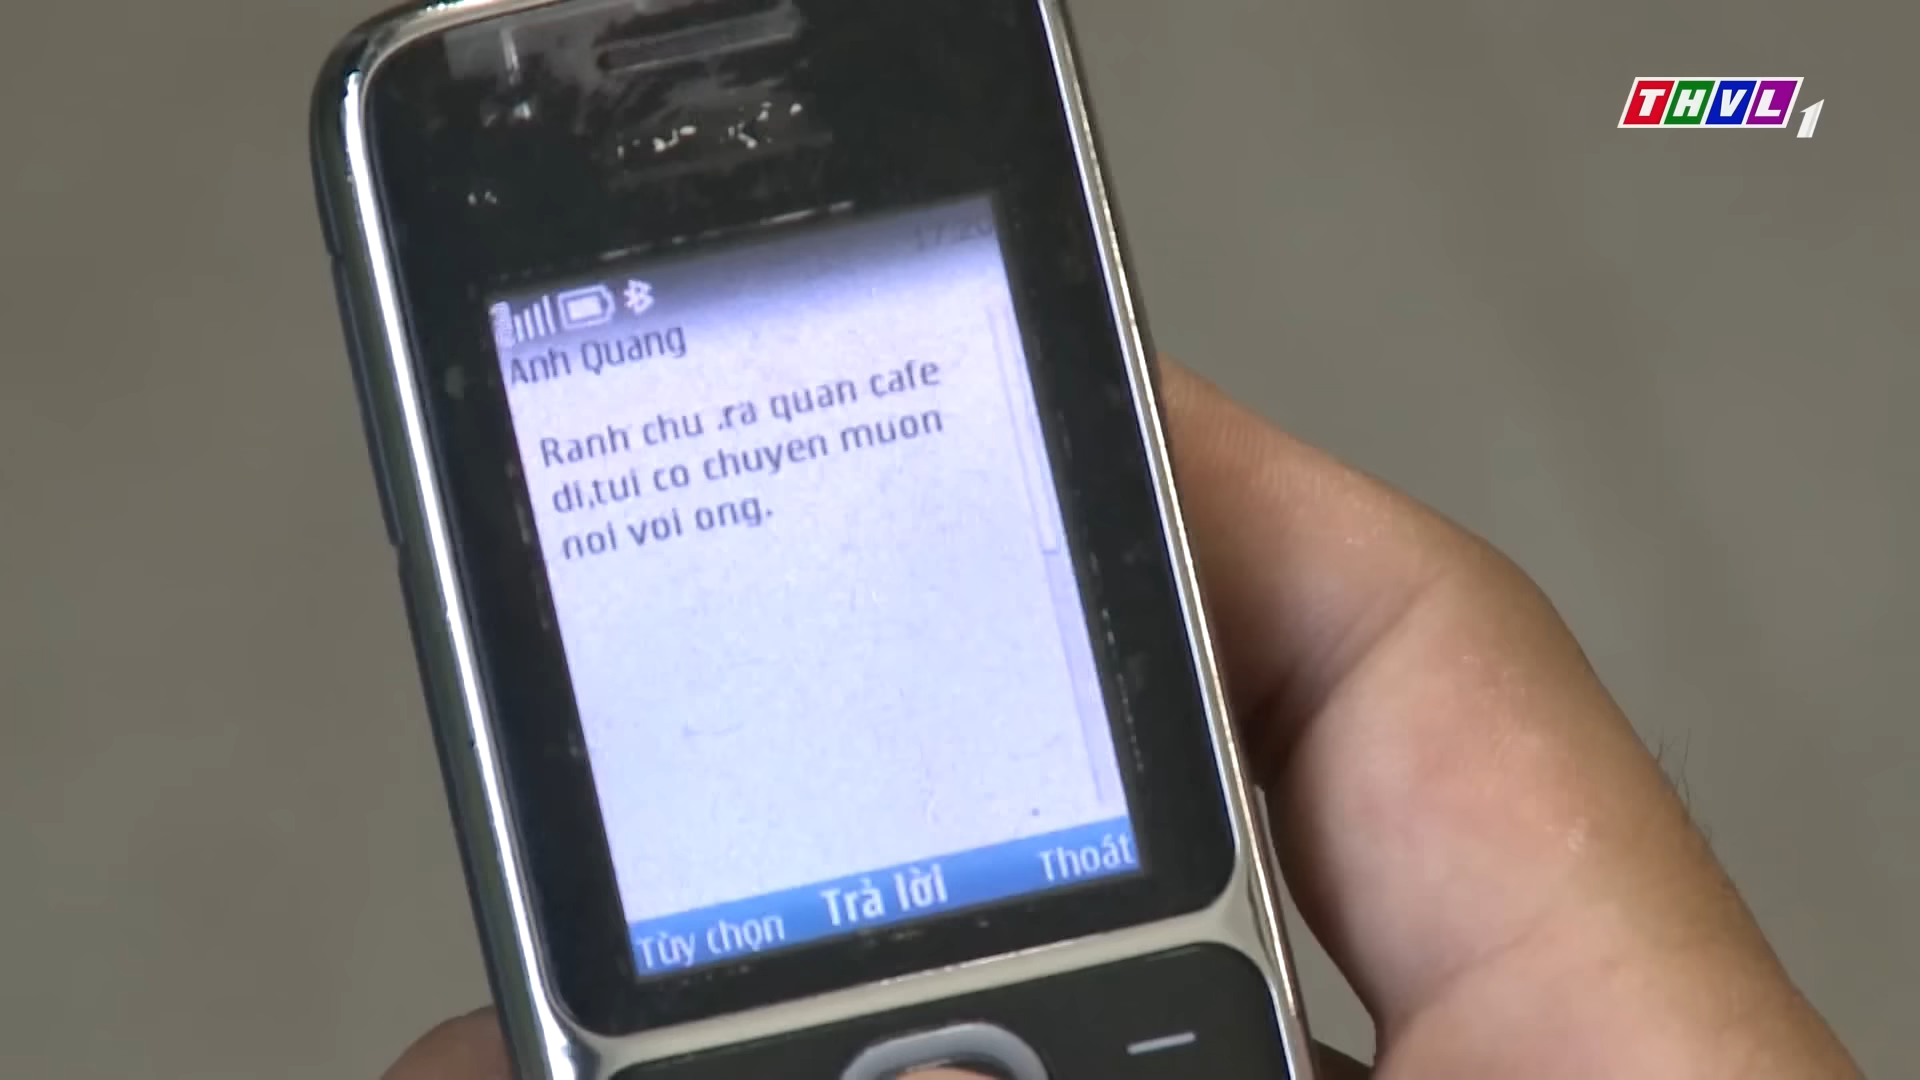 THVL1
Anh Quang
Ranh chu .ra quan cafe
di,tui co chuyen muon
noi voi ong.
Tùy chọn Trả lời Thoát